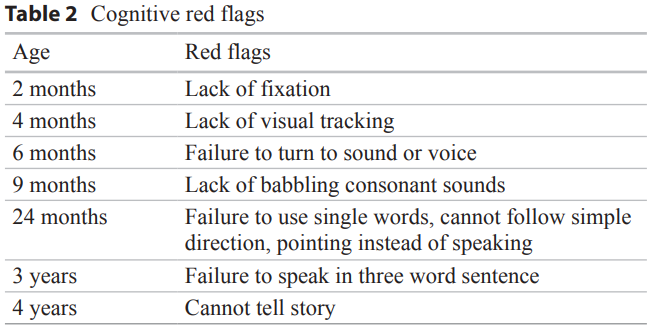 Table 2 Cognitive red flags
Age Red flags
2 months Lack of fixation
4 months Lack of visual tracking
6 months Failure to turn to sound or voice
9 months Lack of babbling consonant sounds
24 months Failure to use single words, cannot follow simple
direction, pointing instead of speaking
3 years Failure to speak in three word sentence
4 years Cannot tell story